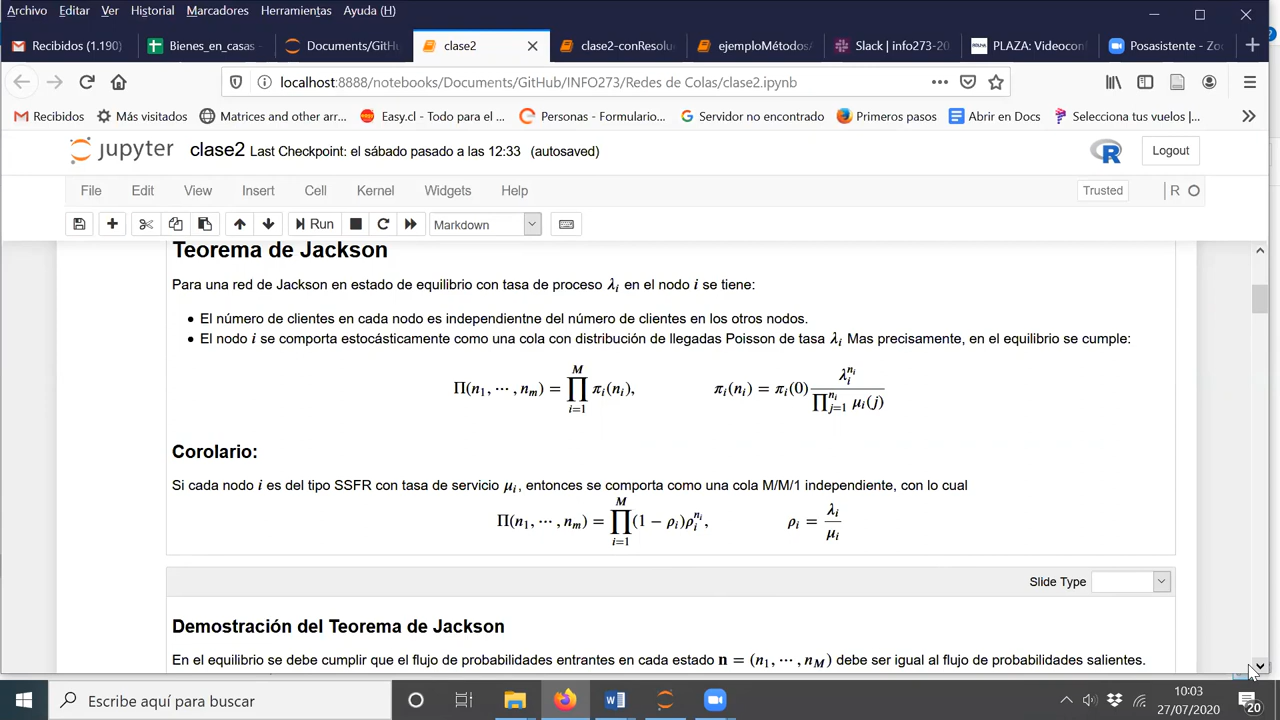 Archivo Editar Ver Historial Marcadores Herramientas Ayuda (H)
Recibidos (1.190) Bienes_en_casas Documents/GitHu clase2 clase2-conResolu ejemploMétodos/ Slack | info273-20 PLAZA: Videocon Posasistente - Zoo
localhost:8888/notebooks/Documents/GitHub/INFO273/Redes de Colas/clase2.ipynb
Recibidos Más visitados Matrices and other arr... Easy.cl - Todo para el ... Personas - Formulario... Servidor no encontrado Primeros pasos Abrir en Docs Selecciona tus vuelos |...
jupyter clase2 Last Checkpoint: el sábado pasado a las 12:33 (autosaved) R Logout
File Edit View Insert Cell Kernel Widgets Help Trusted R
Run Markdown
Teorema de Jackson
Para una red de Jackson en estado de equilibrio con tasa de proceso λ_i en el nodo i se tiene:
• El número de clientes en cada nodo es independientne del número de clientes en los otros nodos.
• El nodo i se comporta estocásticamente como una cola con distribución de llegadas Poisson de tasa λ_i Mas precisamente, en el equilibrio se cumple:
Π(n_1, ⋯, n_m) = ∏_{i=1}^{M} π_i(n_i), π_i(n_i) = π_i(0) λ_i^{n_i} / ∏_{j=1}^{n_i} μ_i(j)
Corolario:
Si cada nodo i es del tipo SSFR con tasa de servicio μ_i, entonces se comporta como una cola M/M/1 independiente, con lo cual
Π(n_1, ⋯, n_m) = ∏_{i=1}^{M} (1 − ρ_i)ρ_i^{n_i}, ρ_i = λ_i / μ_i
Slide Type
Demostración del Teorema de Jackson
En el equilibrio se debe cumplir que el flujo de probabilidades entrantes en cada estado n = (n_1, ⋯, n_M) debe ser igual al flujo de probabilidades salientes.
Escribe aquí para buscar
10:03
27/07/2020
20